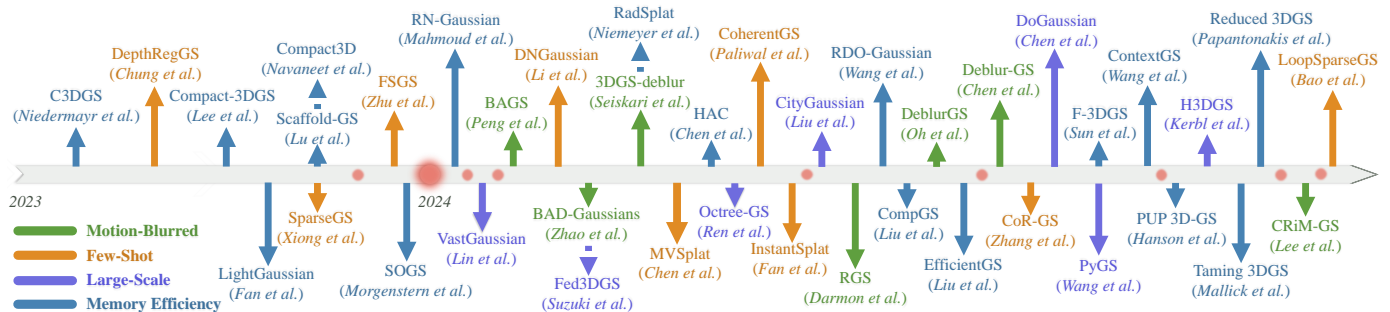 C3DGS
(Niedermayr et al.)
DepthRegGS
(Chung et al.)
Compact-3DGS
(Lee et al.)
Compact3D
(Navaneet et al.)
Scaffold-GS
(Lu et al.)
FSGS
(Zhu et al.)
RN-Gaussian
(Mahmoud et al.)
BAGS
(Peng et al.)
DNGaussian
(Li et al.)
RadSplat
(Niemeyer et al.)
3DGS-deblur
(Seiskari et al.)
HAC
(Chen et al.)
CoherentGS
(Paliwal et al.)
CityGaussian
(Liu et al.)
RDO-Gaussian
(Wang et al.)
DeblurGS
(Oh et al.)
Deblur-GS
(Chen et al.)
DoGaussian
(Chen et al.)
F-3DGS
(Sun et al.)
ContextGS
(Wang et al.)
H3DGS
(Kerbl et al.)
Reduced 3DGS
(Papantonakis et al.)
LoopSparseGS
(Bao et al.)
2023
2024
LightGaussian
(Fan et al.)
SparseGS
(Xiong et al.)
SOGS
(Morgenstern et al.)
VastGaussian
(Lin et al.)
BAD-Gaussians
(Zhao et al.)
Fed3DGS
(Suzuki et al.)
MVSplat
(Chen et al.)
Octree-GS
(Ren et al.)
InstantSplat
(Fan et al.)
RGS
(Darmon et al.)
CompGS
(Liu et al.)
EfficientGS
(Liu et al.)
CoR-GS
(Zhang et al.)
PyGS
(Wang et al.)
PUP 3D-GS
(Hanson et al.)
Taming 3DGS
(Mallick et al.)
CRiM-GS
(Lee et al.)
Motion-Blurred
Few-Shot
Large-Scale
Memory Efficiency